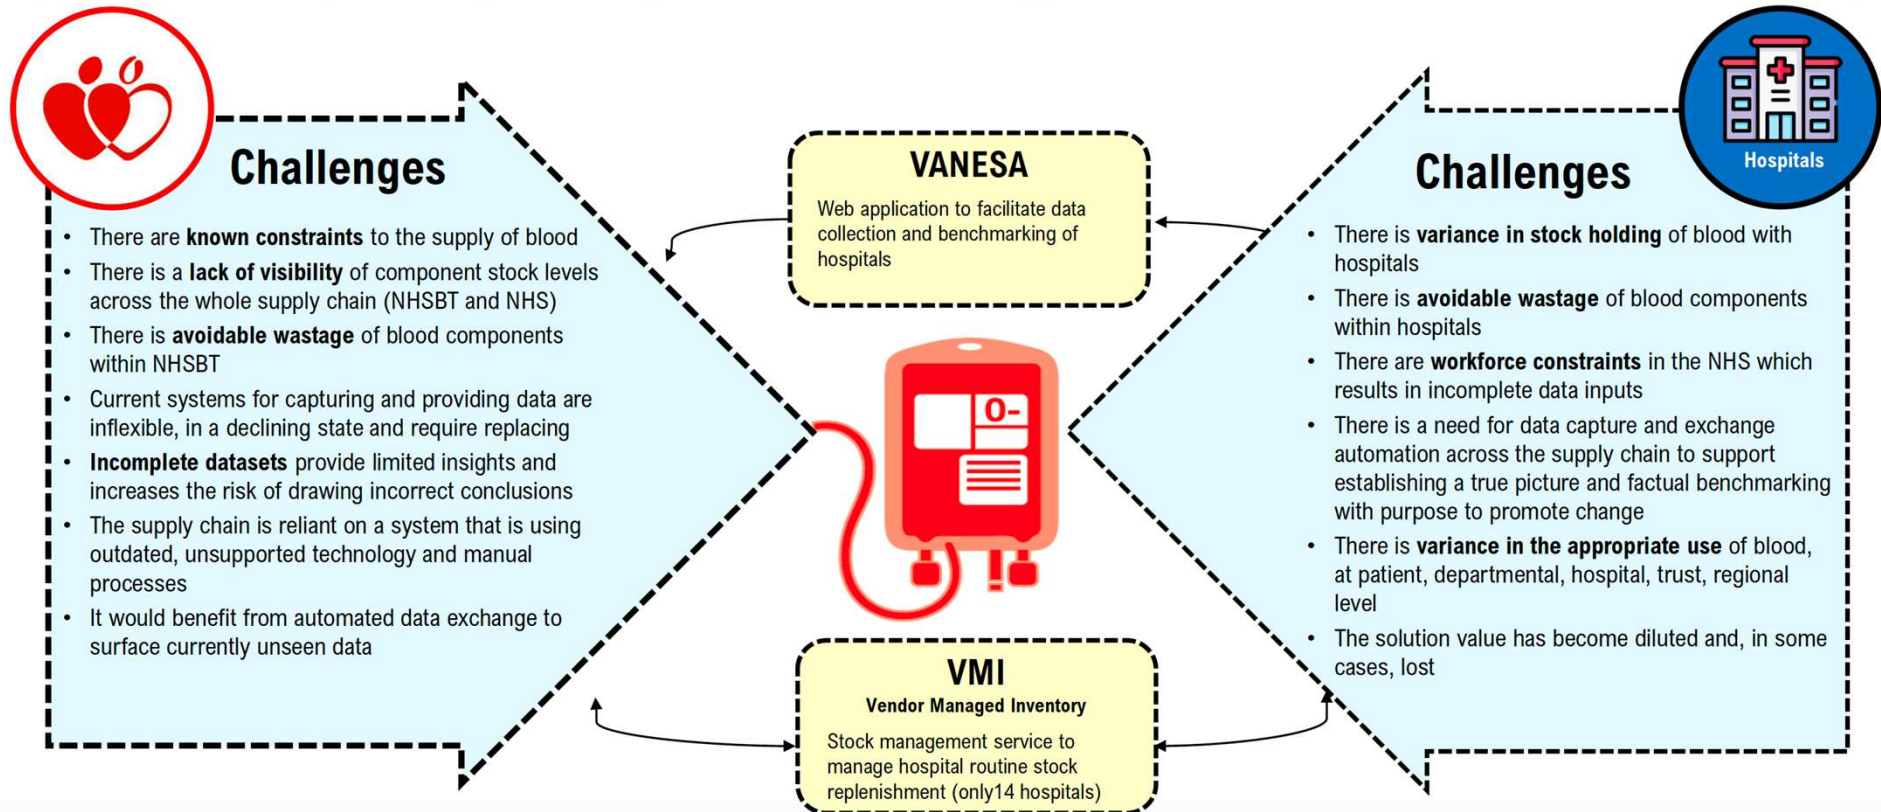 Challenges
• There are known constraints to the supply of blood
• There is a lack of visibility of component stock levels
across the whole supply chain (NHSBT and NHS)
• There is avoidable wastage of blood components
within NHSBT
• Current systems for capturing and providing data are
inflexible, in a declining state and require replacing
• Incomplete datasets provide limited insights and
increases the risk of drawing incorrect conclusions
• The supply chain is reliant on a system that is using
outdated, unsupported technology and manual
processes
• It would benefit from automated data exchange to
surface currently unseen data
VANESA
Web application to facilitate data
collection and benchmarking of
hospitals
O-
VMI
Vendor Managed Inventory
Stock management service to
manage hospital routine stock
replenishment (only14 hospitals)
Hospitals
Challenges
• There is variance in stock holding of blood with
hospitals
• There is avoidable wastage of blood components
within hospitals
• There are workforce constraints in the NHS which
results in incomplete data inputs
• There is a need for data capture and exchange
automation across the supply chain to support
establishing a true picture and factual benchmarking
with purpose to promote change
• There is variance in the appropriate use of blood,
at patient, departmental, hospital, trust, regional
level
• The solution value has become diluted and, in some
cases, lost